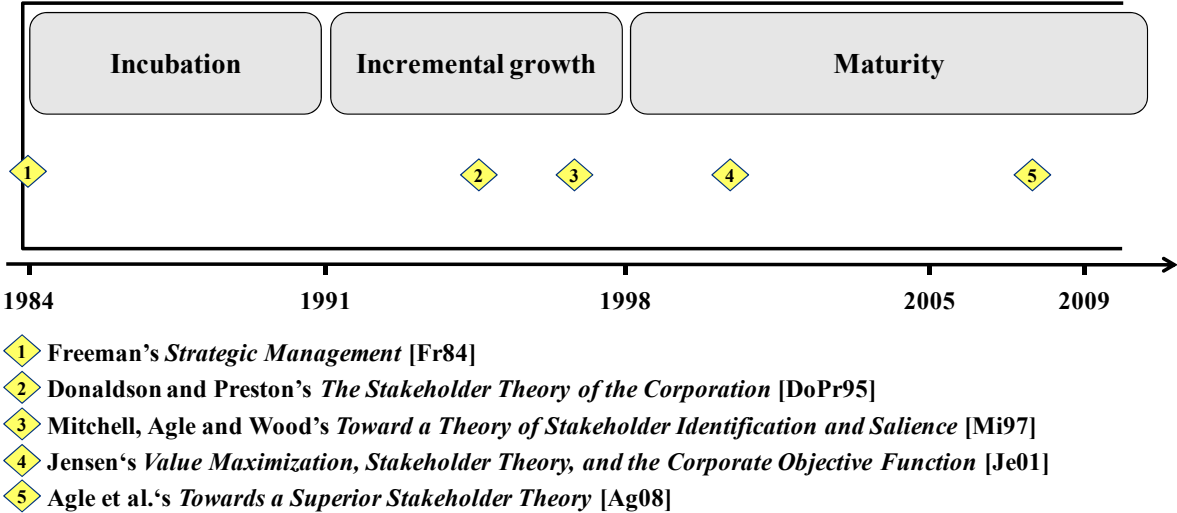 Incubation
Incremental growth
Maturity
1
2
3
4
5
1984
1991
1998
2005
2009
1 Freeman's Strategic Management [Fr84]
2 Donaldson and Preston's The Stakeholder Theory of the Corporation [DoPr95]
3 Mitchell, Agle and Wood's Toward a Theory of Stakeholder Identification and Salience [Mi97]
4 Jensen‘s Value Maximization, Stakeholder Theory, and the Corporate Objective Function [Je01]
5 Agle et al.‘s Towards a Superior Stakeholder Theory [Ag08]